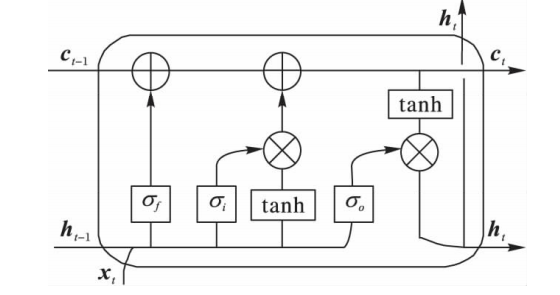 h_t
c_{t-1}
c_t
tanh
σ_f
σ_i
tanh
σ_o
h_{t-1}
h_t
x_t